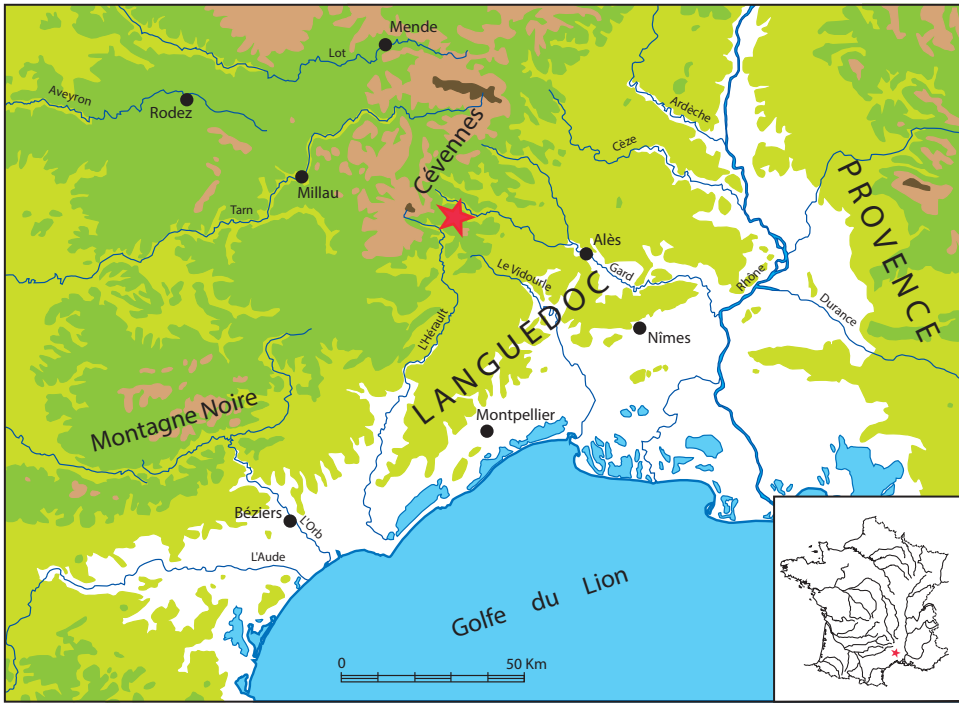 Mende
Lot
Aveyron
Rodez
Ardèche
Cèze
Cévennes
Millau
PROVENCE
Tarn
Alès
Gard
Le Vidourle
Rhône
Durance
LANGUEDOC
L'Hérault
Nîmes
Montagne Noire
Montpellier
Béziers
L'Orb
L'Aude
Golfe du Lion
0 50 Km